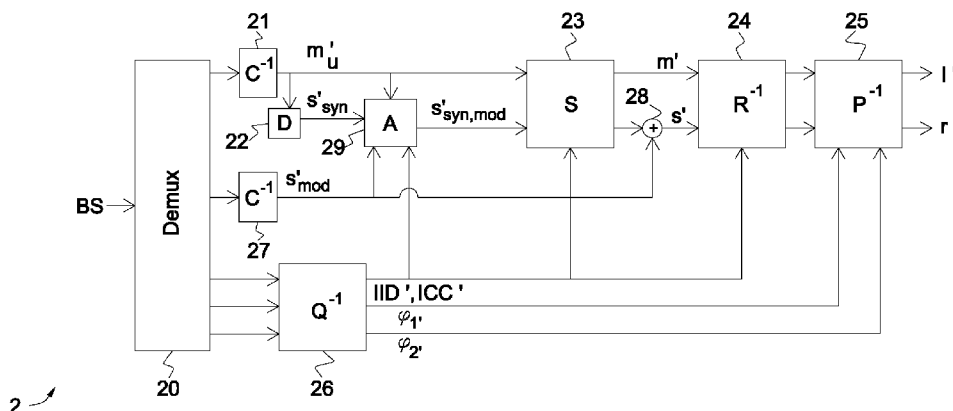 21
23
24
25
C⁻¹
m'ᵤ
m'
l'
S
R⁻¹
P⁻¹
28
D
s'syn
A
s'syn,mod
+
s'
r
22
29
s'mod
BS
Demux
C⁻¹
27
IID', ICC'
Q⁻¹
φ₁'
φ₂'
20
26
2